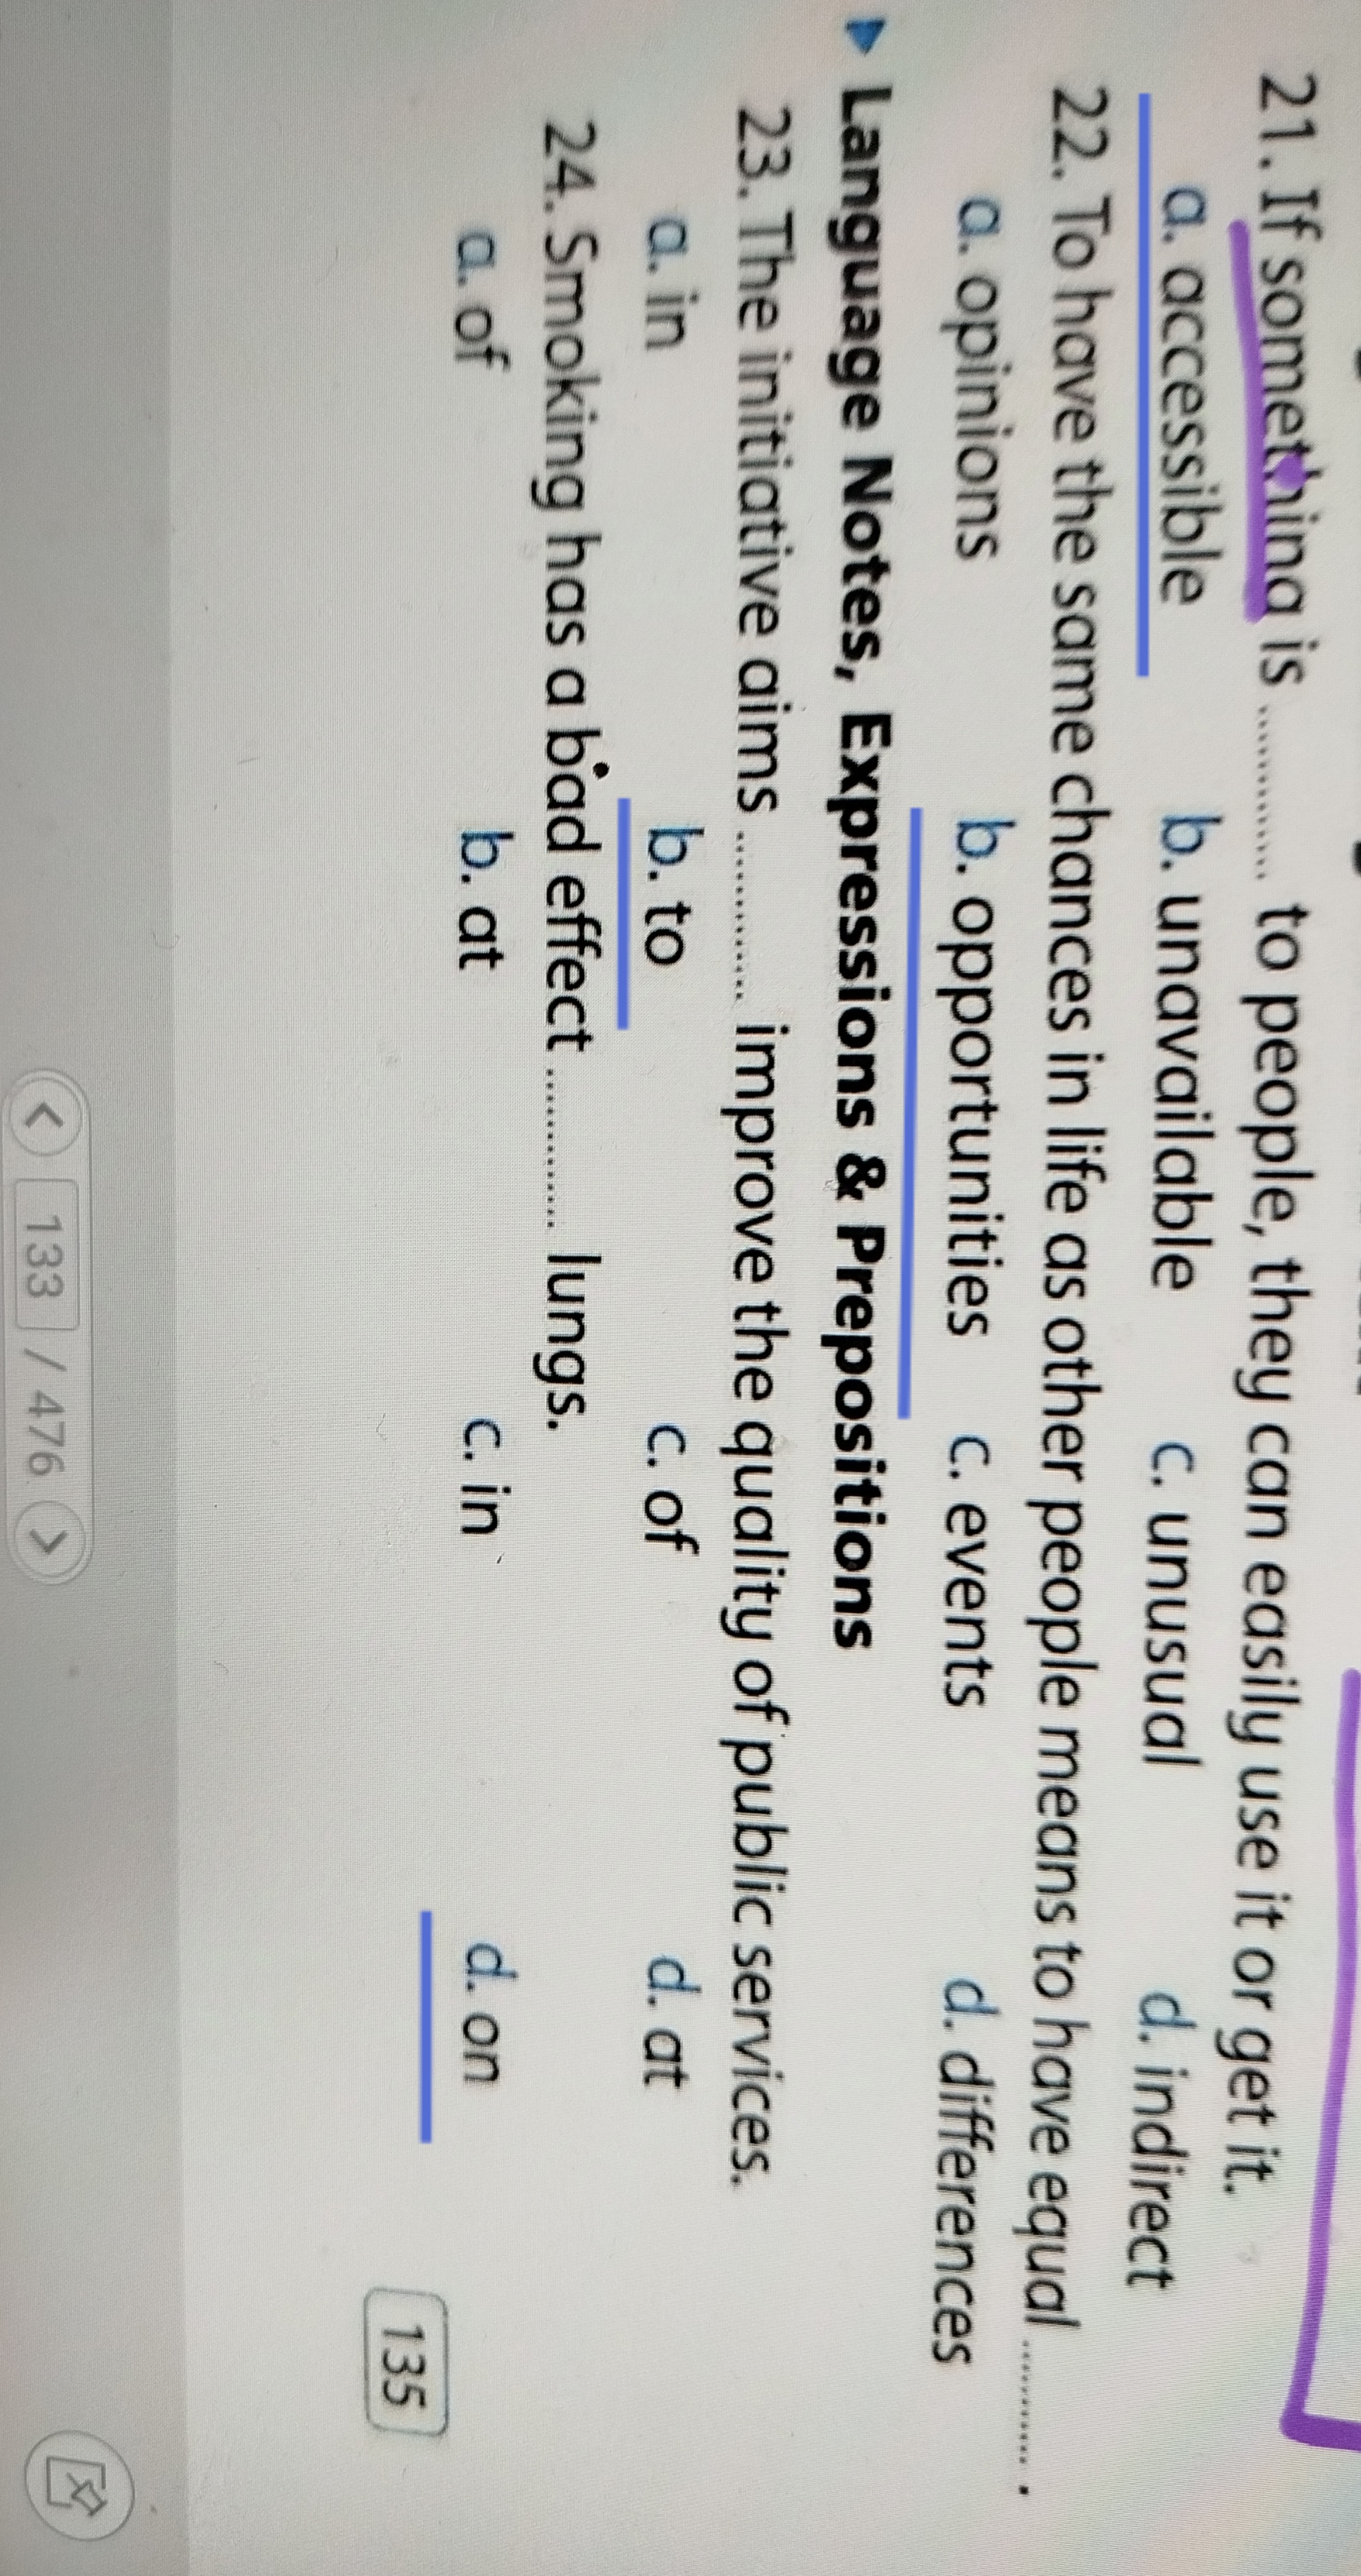 21. If something is ............ to people, they can easily use it or get it.
a. accessible b. unavailable c. unusual d. indirect
22. To have the same chances in life as other people means to have equal ............ .
a. opinions b. opportunities c. events d. differences
▶ Language Notes, Expressions & Prepositions
23. The initiative aims ............ improve the quality of public services.
a. in b. to c. of d. at
24. Smoking has a bad effect ............ lungs.
a. of b. at c. in d. on
135
< 133 / 476 >